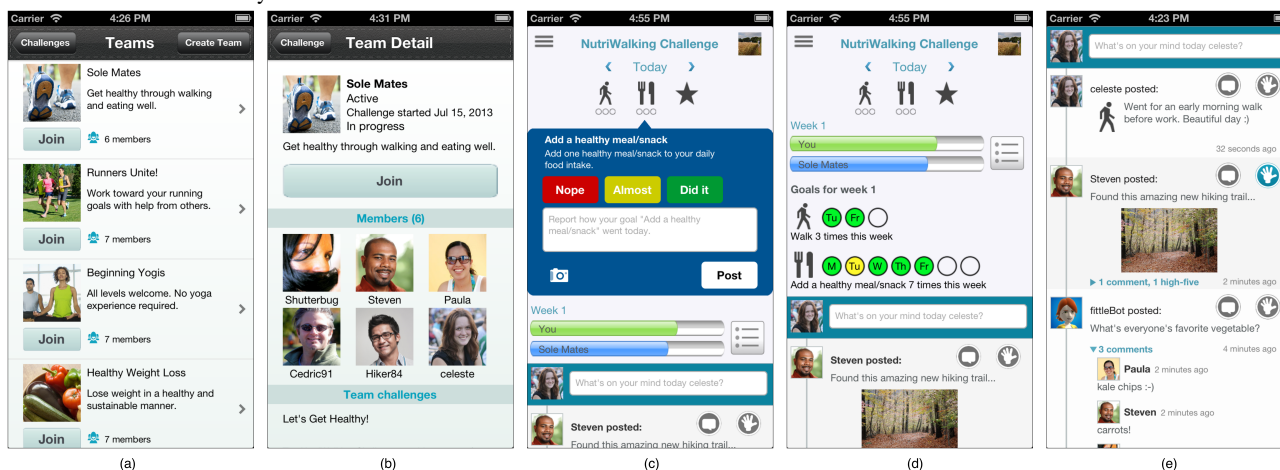 Carrier 4:26 PM
Challenges Teams Create Team
Sole Mates
Get healthy through walking
and eating well.
Join 6 members
Runners Unite!
Work toward your running
goals with help from others.
Join 7 members
Beginning Yogis
All levels welcome. No yoga
experience required.
Join 7 members
Healthy Weight Loss
Lose weight in a healthy and
sustainable manner.
Join 7 members
(a)
Carrier 4:31 PM
Challenge Team Detail
Sole Mates
Active
Challenge started Jul 15, 2013
In progress
Get healthy through walking and eating well.
Join
Members (6)
Shutterbug Steven Paula
Cedric91 Hiker84 celeste
Team challenges
Let's Get Healthy!
(b)
Carrier 4:55 PM
NutriWalking Challenge
Today
Add a healthy meal/snack
Add one healthy meal/snack to your daily
food intake.
Nope Almost Did it
Report how your goal "Add a healthy
meal/snack" went today.
Post
Week 1
You
Sole Mates
What's on your mind today celeste?
Steven posted:
Found this amazing new hiking trail...
(c)
Carrier 4:55 PM
NutriWalking Challenge
Today
Week 1
You
Sole Mates
Goals for week 1
Tu Fr
Walk 3 times this week
M Tu W Th Fr
Add a healthy meal/snack 7 times this week
What's on your mind today celeste?
Steven posted:
Found this amazing new hiking trail...
(d)
Carrier 4:23 PM
What's on your mind today celeste?
celeste posted:
Went for an early morning walk
before work. Beautiful day :)
32 seconds ago
Steven posted:
Found this amazing new hiking trail...
1 comment, 1 high-five 2 minutes ago
fittleBot posted:
What's everyone's favorite vegetable?
3 comments 4 minutes ago
Paula 2 minutes ago
kale chips :-)
Steven 2 minutes ago
carrots!
(e)